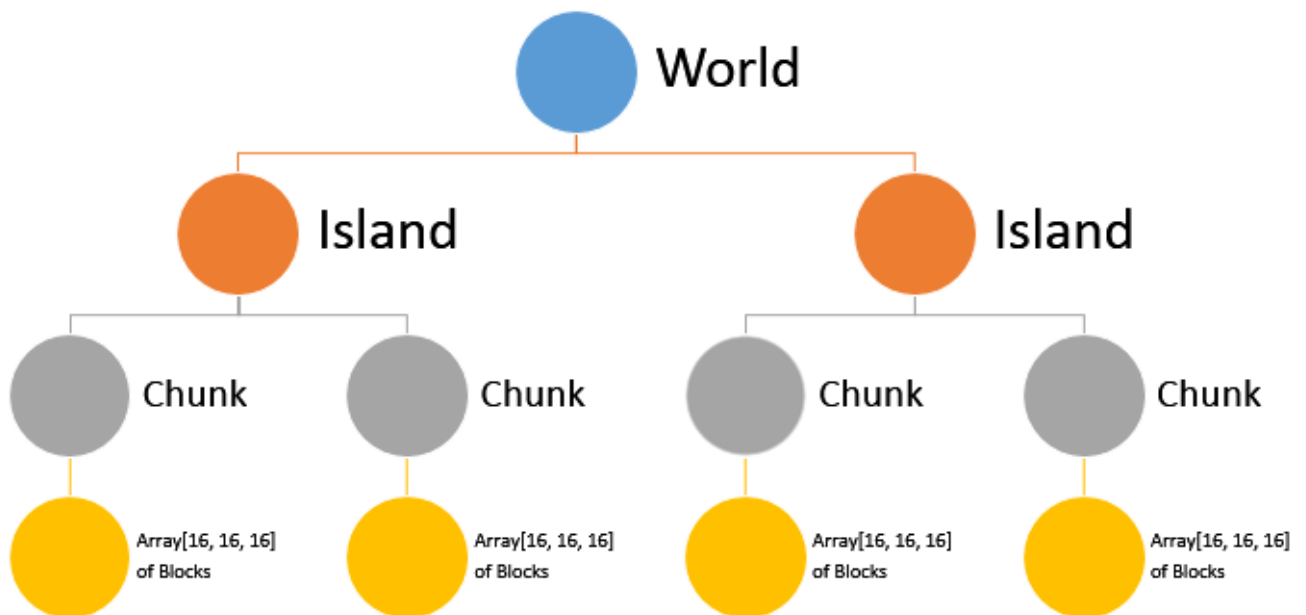 World
Island
Island
Chunk
Chunk
Chunk
Chunk
Array[16, 16, 16]
of Blocks
Array[16, 16, 16]
of Blocks
Array[16, 16, 16]
of Blocks
Array[16, 16, 16]
of Blocks